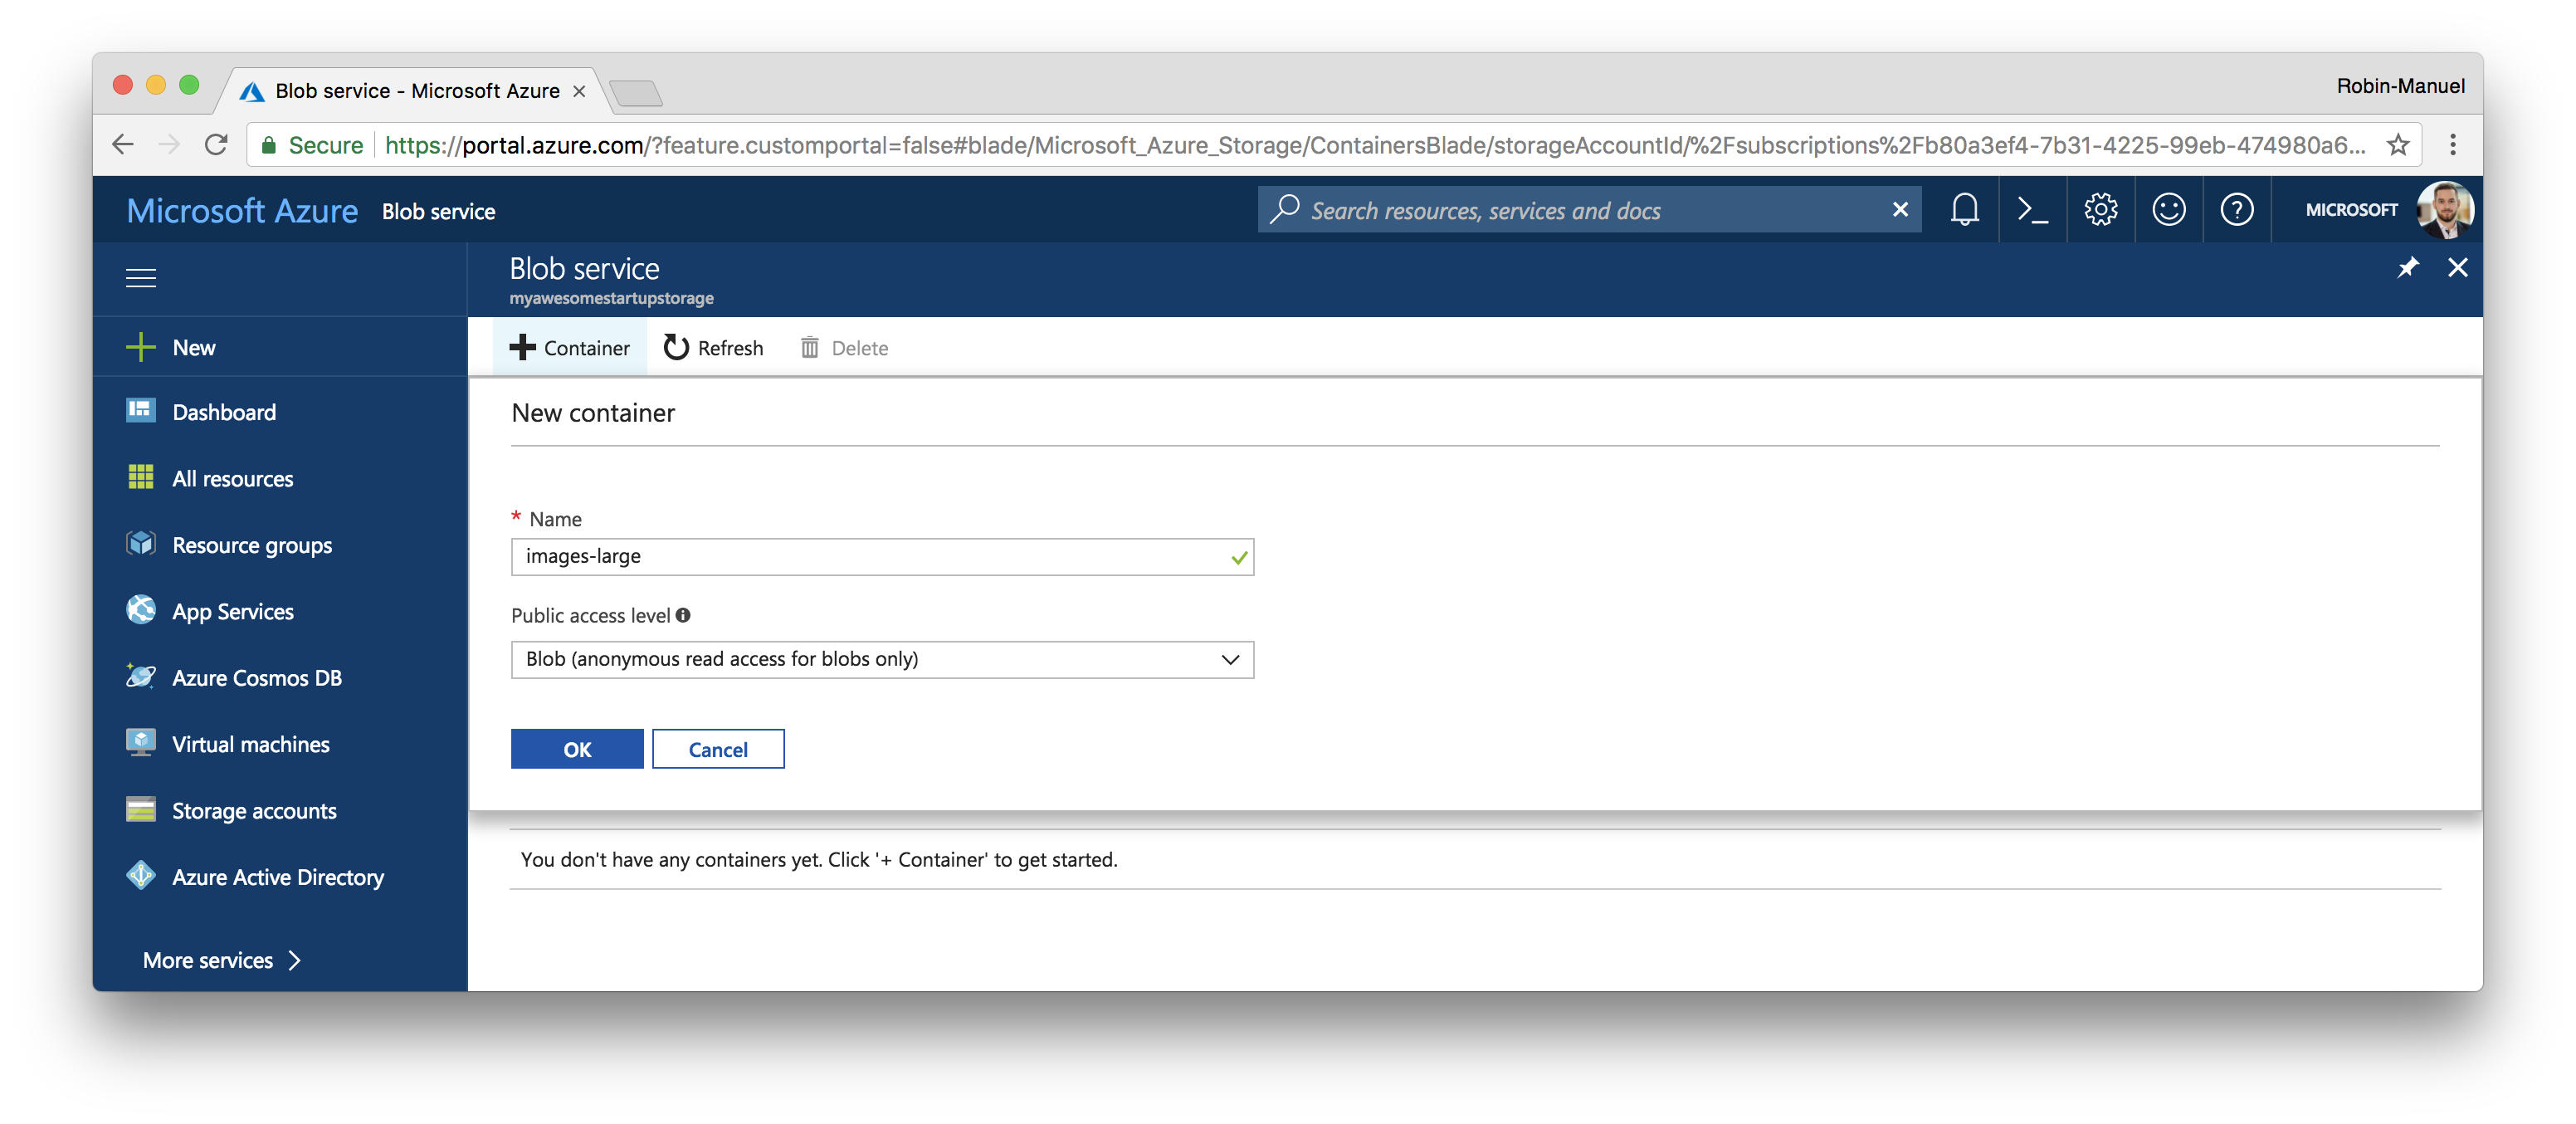 Blob service - Microsoft Azure
Robin-Manuel
Secure https://portal.azure.com/?feature.customportal=false#blade/Microsoft_Azure_Storage/ContainersBlade/storageAccountId/%2Fsubscriptions%2Fb80a3ef4-7b31-4225-99eb-474980a6...
Microsoft Azure Blob service
Search resources, services and docs
MICROSOFT
Blob service
myawesomestartupstorage
New
Dashboard
All resources
Resource groups
App Services
Azure Cosmos DB
Virtual machines
Storage accounts
Azure Active Directory
More services
Container Refresh Delete
New container
* Name
images-large
Public access level
Blob (anonymous read access for blobs only)
OK Cancel
You don't have any containers yet. Click '+ Container' to get started.